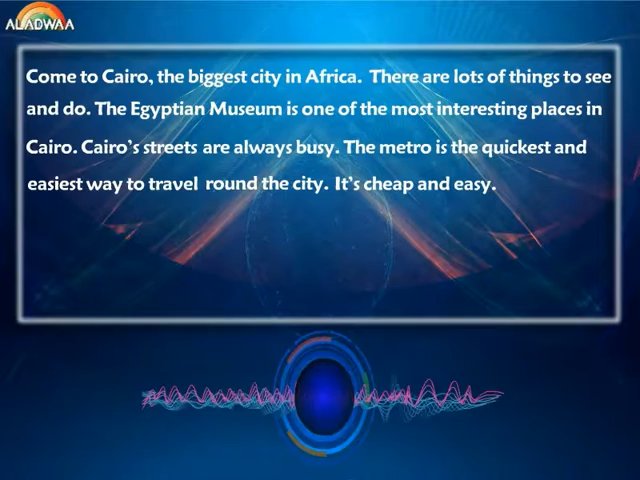 ALADWAA
Come to Cairo, the biggest city in Africa. There are lots of things to see
and do. The Egyptian Museum is one of the most interesting places in
Cairo. Cairo's streets are always busy. The metro is the quickest and
easiest way to travel round the city. It's cheap and easy.